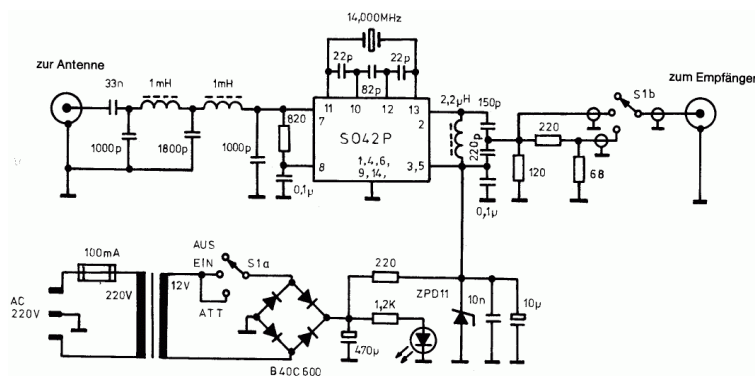 14,000MHz
22p
22p
82p
zur Antenne
33n
1mH
1mH
11
10
12
13
7
2
SO42P
8
1,4,6,
9,14,
3,5
820
1000p
1800p
1000p
0,1µ
2,2µH
150p
220p
0,1µ
220
120
68
S1b
zum Empfänger
100mA
AC
220V
220V
12V
AUS
EIN
S1a
ATT
B40C600
470µ
220
1,2K
ZPD11
10n
10µ